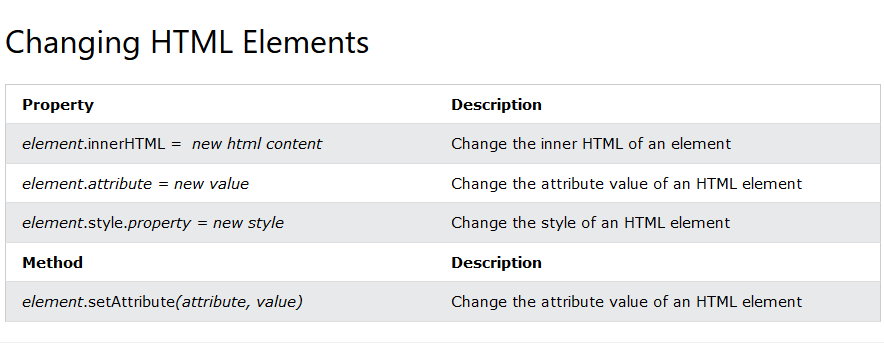 Changing HTML Elements
Property Description
element.innerHTML =  new html content Change the inner HTML of an element
element.attribute = new value Change the attribute value of an HTML element
element.style.property = new style Change the style of an HTML element
Method Description
element.setAttribute(attribute, value) Change the attribute value of an HTML element